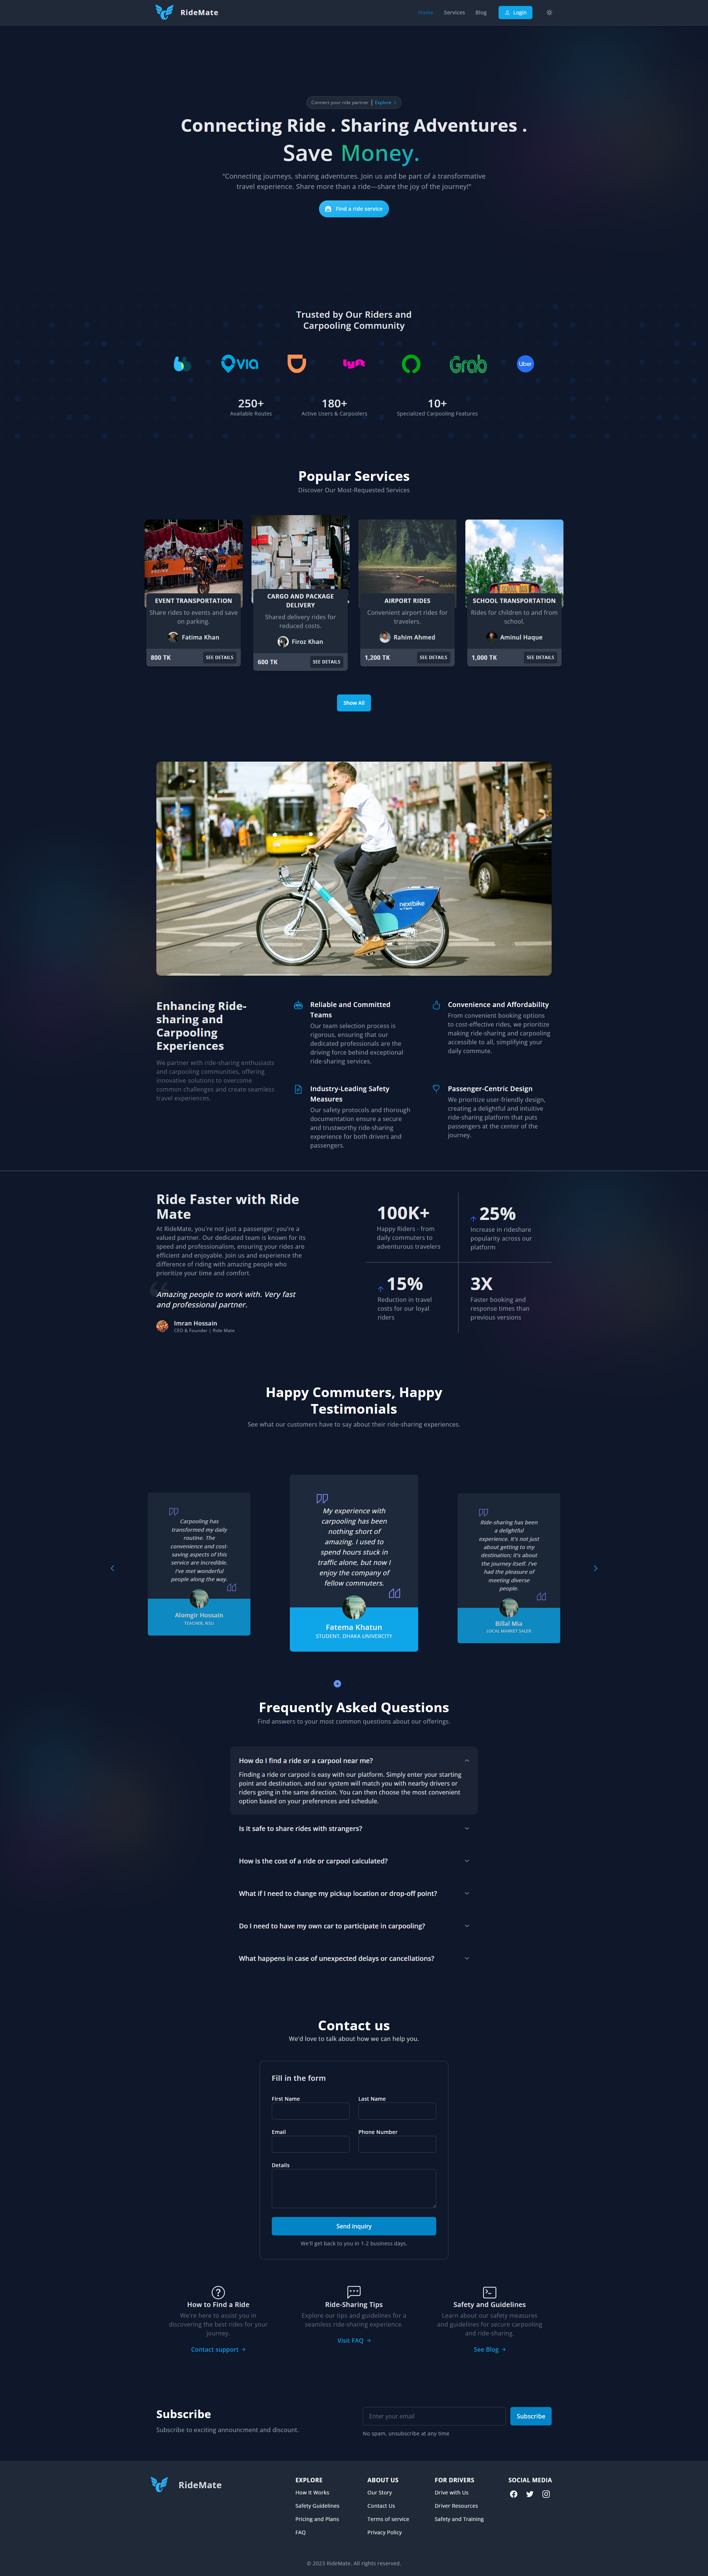 RideMate
Home Services Blog Login
Connect your ride partner | Explore
Connecting Ride . Sharing Adventures .
Save Money.
"Connecting journeys, sharing adventures. Join us and be part of a transformative
travel experience. Share more than a ride—share the joy of the journey!"
Find a ride service
Trusted by Our Riders and
Carpooling Community
via
lyft
Grab
Uber
250+
Available Routes
180+
Active Users & Carpoolers
10+
Specialized Carpooling Features
Popular Services
Discover Our Most-Requested Services
KTM
EVENT TRANSPORTATION
Share rides to events and save
on parking.
Fatima Khan
800 TK SEE DETAILS
CARGO AND PACKAGE
DELIVERY
Shared delivery rides for
reduced costs.
Firoz Khan
600 TK SEE DETAILS
AIRPORT RIDES
Convenient airport rides for
travelers.
Rahim Ahmed
1,200 TK SEE DETAILS
SCHOOL BUS
SCHOOL TRANSPORTATION
Rides for children to and from
school.
Aminul Haque
1,000 TK SEE DETAILS
Show All
nextbike
Enhancing Ride-
sharing and
Carpooling
Experiences
We partner with ride-sharing enthusiasts
and carpooling communities, offering
innovative solutions to overcome
common challenges and create seamless
travel experiences.
Reliable and Committed
Teams
Our team selection process is
rigorous, ensuring that our
dedicated professionals are the
driving force behind exceptional
ride-sharing services.
Convenience and Affordability
From convenient booking options
to cost-effective rides, we prioritize
making ride-sharing and carpooling
accessible to all, simplifying your
daily commute.
Industry-Leading Safety
Measures
Our safety protocols and thorough
documentation ensure a secure
and trustworthy ride-sharing
experience for both drivers and
passengers.
Passenger-Centric Design
We prioritize user-friendly design,
creating a delightful and intuitive
ride-sharing platform that puts
passengers at the center of the
journey.
Ride Faster with Ride
Mate
At RideMate, you're not just a passenger; you're a
valued partner. Our dedicated team is known for its
speed and professionalism, ensuring your rides are
efficient and enjoyable. Join us and experience the
difference of riding with amazing people who
prioritize your time and comfort.
Amazing people to work with. Very fast
and professional partner.
Imran Hossain
CEO & Founder | Ride Mate
100K+
Happy Riders - from
daily commuters to
adventurous travelers
25%
Increase in rideshare
popularity across our
platform
15%
Reduction in travel
costs for our loyal
riders
3X
Faster booking and
response times than
previous versions
Happy Commuters, Happy
Testimonials
See what our customers have to say about their ride-sharing experiences.
Carpooling has
transformed my daily
routine. The
convenience and cost-
saving aspects of this
service are incredible.
I've met wonderful
people along the way.
Alomgir Hossain
TEACHER, NSU
My experience with
carpooling has been
nothing short of
amazing. I used to
spend hours stuck in
traffic alone, but now I
enjoy the company of
fellow commuters.
Fatema Khatun
STUDENT, DHAKA UNIVERCITY
Ride-sharing has been
a delightful
experience. It's not just
about getting to my
destination; it's about
the journey itself. I've
had the pleasure of
meeting diverse
people.
Billal Mia
LOCAL MARKET SALER
Frequently Asked Questions
Find answers to your most common questions about our offerings.
How do I find a ride or a carpool near me?
Finding a ride or carpool is easy with our platform. Simply enter your starting
point and destination, and our system will match you with nearby drivers or
riders going in the same direction. You can then choose the most convenient
option based on your preferences and schedule.
Is it safe to share rides with strangers?
How is the cost of a ride or carpool calculated?
What if I need to change my pickup location or drop-off point?
Do I need to have my own car to participate in carpooling?
What happens in case of unexpected delays or cancellations?
Contact us
We'd love to talk about how we can help you.
Fill in the form
First Name Last Name
Email Phone Number
Details
Send inquiry
We'll get back to you in 1-2 business days.
How to Find a Ride
We're here to assist you in
discovering the best rides for your
journey.
Contact support
Ride-Sharing Tips
Explore our tips and guidelines for a
seamless ride-sharing experience.
Visit FAQ
Safety and Guidelines
Learn about our safety measures
and guidelines for secure carpooling
and ride-sharing.
See Blog
Subscribe
Subscribe to exciting announcment and discount.
Enter your email Subscribe
No spam, unsubscribe at any time
RideMate
EXPLORE
How It Works
Safety Guidelines
Pricing and Plans
FAQ
ABOUT US
Our Story
Contact Us
Terms of service
Privacy Policy
FOR DRIVERS
Drive with Us
Driver Resources
Safety and Training
SOCIAL MEDIA
© 2023 RideMate. All rights reserved.